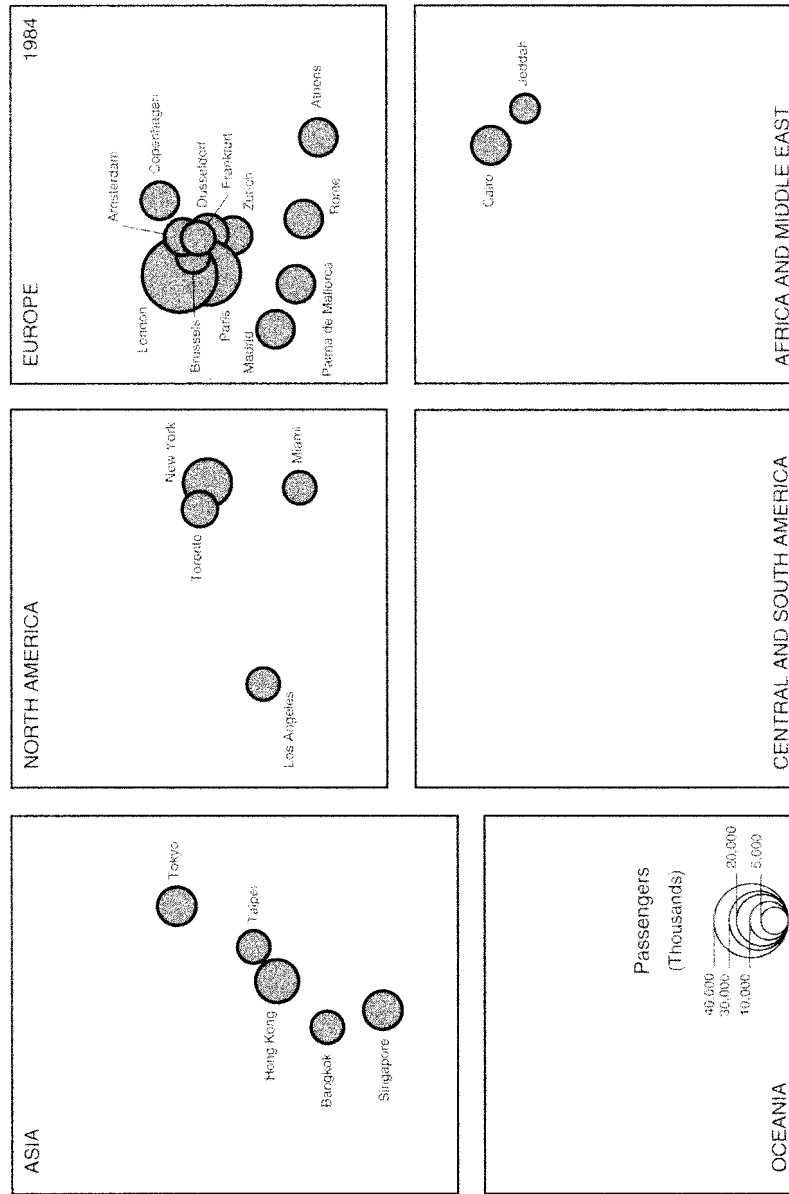 ASIA
Tokyo
Taipei
Hong Kong
Bangkok
Singapore
NORTH AMERICA
New York
Toronto
Miami
Los Angeles
EUROPE
1984
Amsterdam
Copenhagen
Dusseldorf
Frankfurt
Zurich
London
Brussels
Paris
Madrid
Palma de Mallorca
Rome
Athens
OCEANIA
Passengers
(Thousands)
40,000
30,000
20,000
10,000
5,000
CENTRAL AND SOUTH AMERICA
AFRICA AND MIDDLE EAST
Cairo
Jeddah